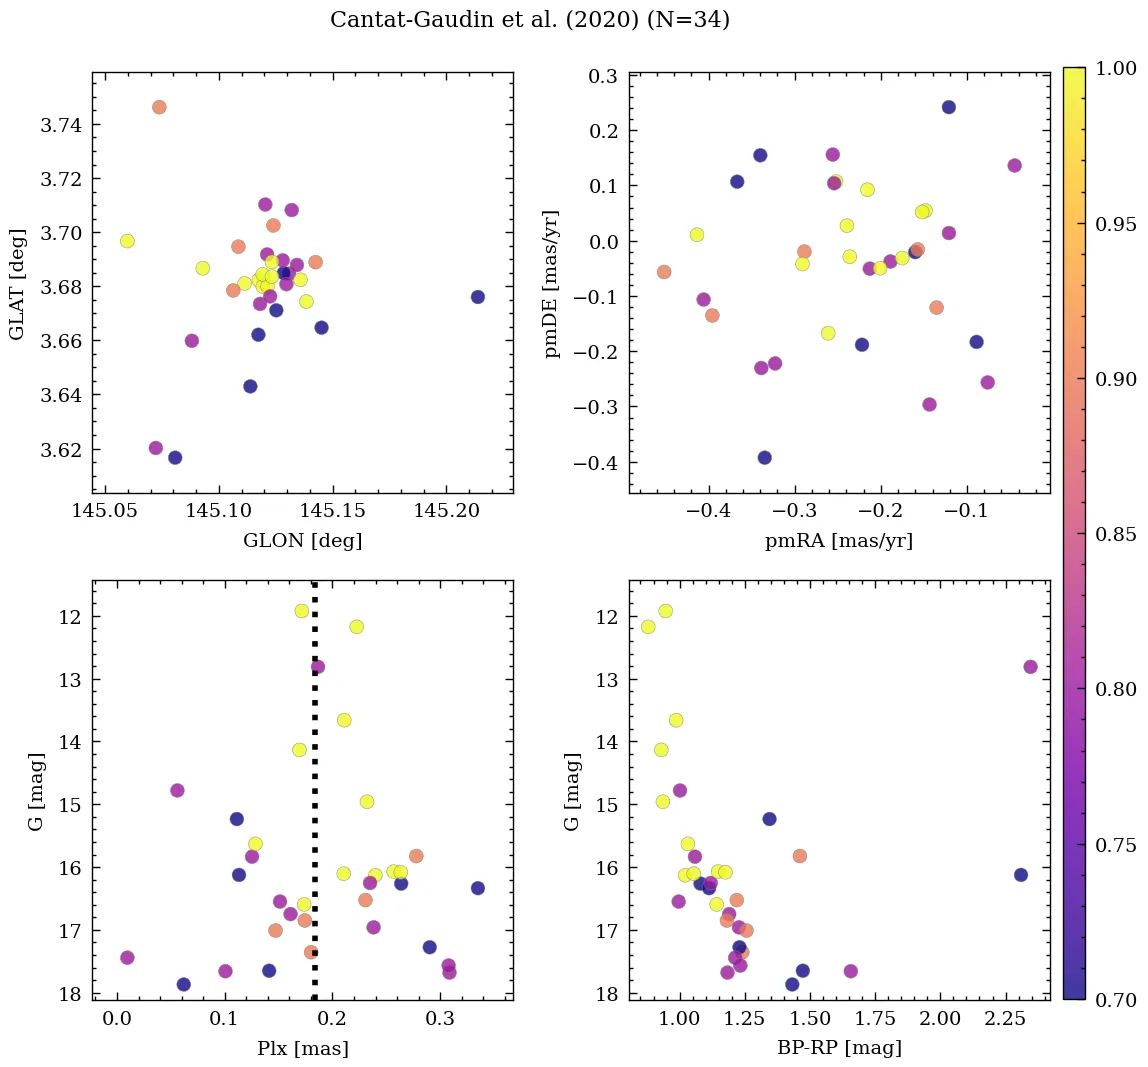 Cantat-Gaudin et al. (2020) (N=34)
3.74
3.72
3.70
3.68
3.66
3.64
3.62
GLAT [deg]
145.05 145.10 145.15 145.20
GLON [deg]
0.3
0.2
0.1
0.0
−0.1
−0.2
−0.3
−0.4
pmDE [mas/yr]
−0.4 −0.3 −0.2 −0.1
pmRA [mas/yr]
12
13
14
15
16
17
18
G [mag]
0.0 0.1 0.2 0.3
Plx [mas]
12
13
14
15
16
17
18
G [mag]
1.00 1.25 1.50 1.75 2.00 2.25
BP-RP [mag]
1.00
0.95
0.90
0.85
0.80
0.75
0.70